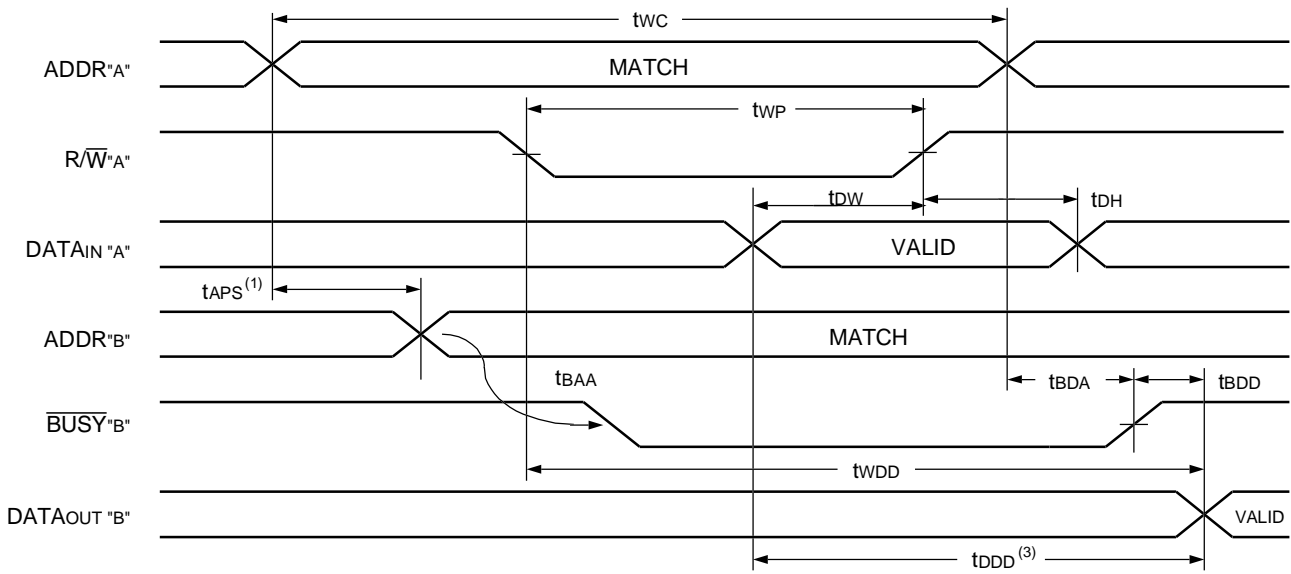 tWC
ADDR"A"
MATCH
tWP
R/W̅"A"
tDW
tDH
DATAIN "A"
VALID
tAPS(1)
ADDR"B"
MATCH
tBAA
tBDA
tBDD
B̅U̅S̅Y̅"B"
tWDD
DATAOUT "B"
VALID
tDDD(3)